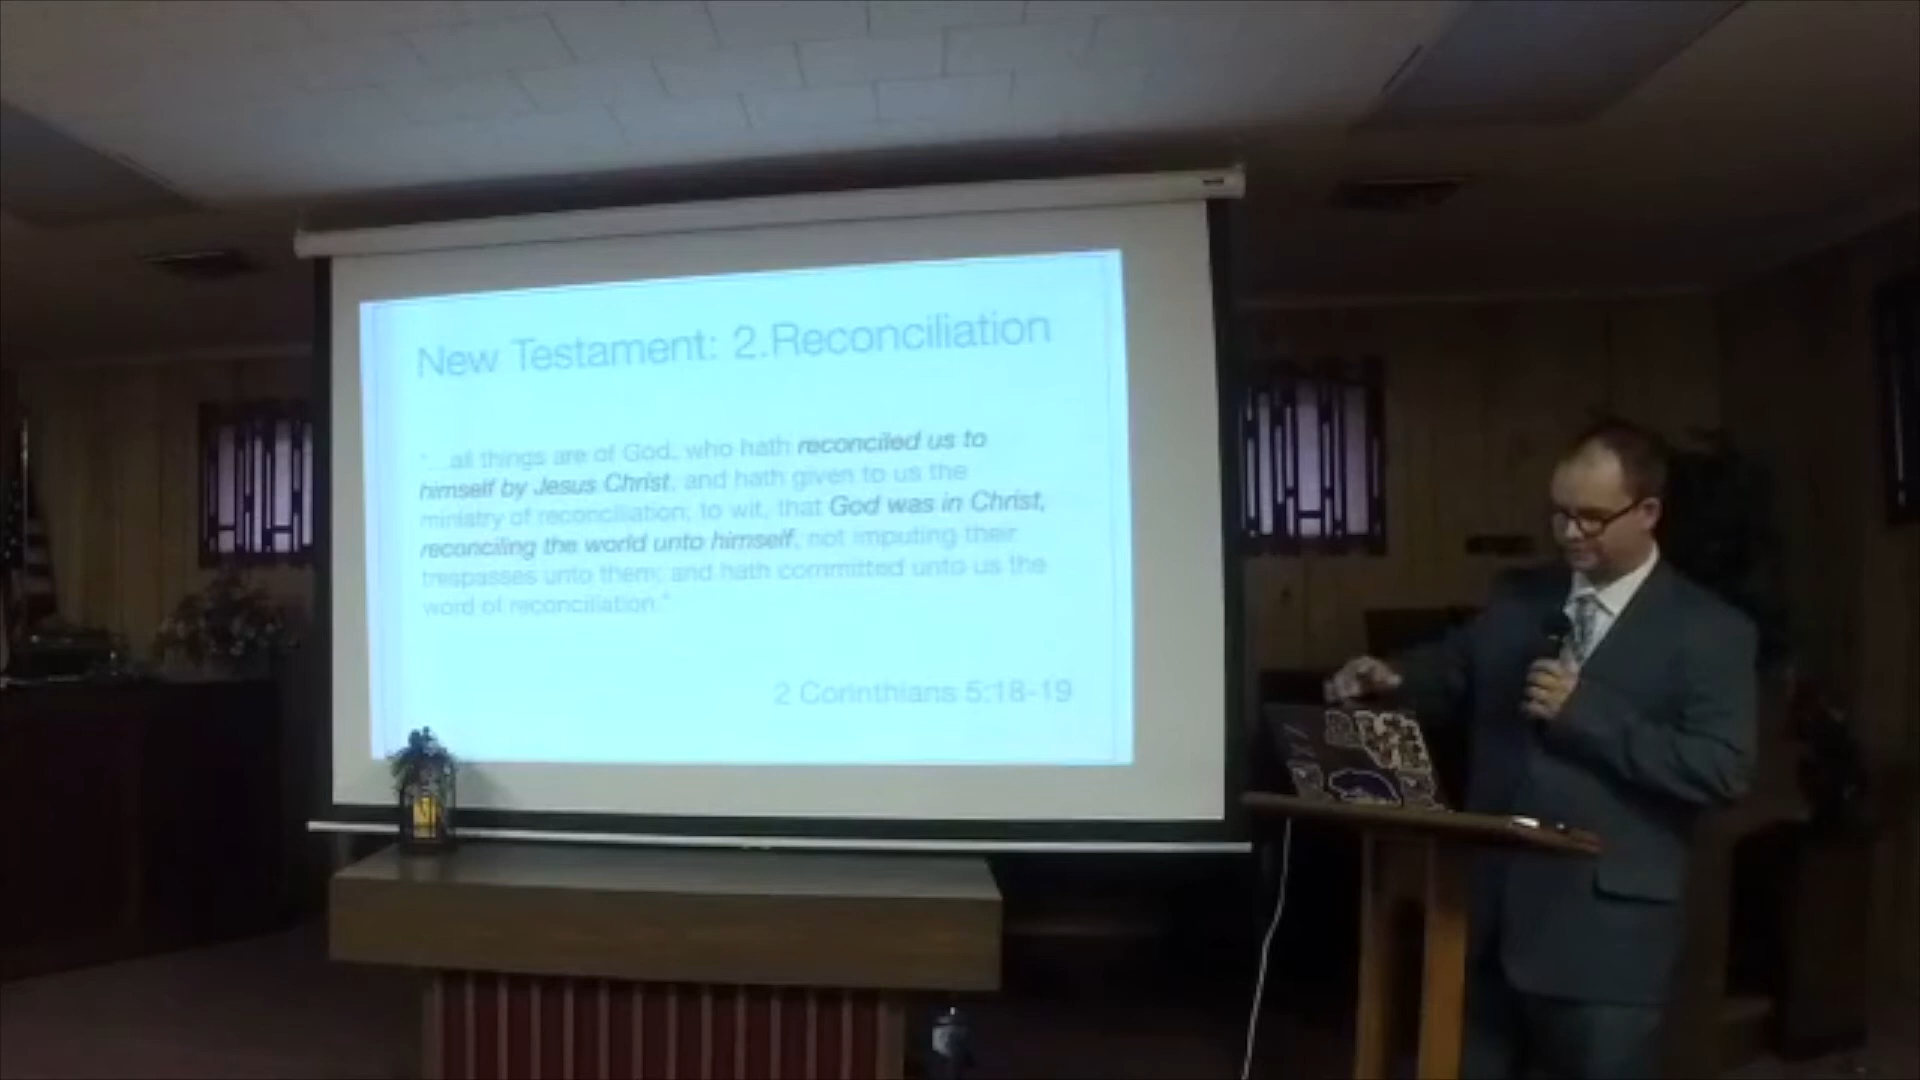 New Testament: 2.Reconciliation
"...all things are of God, who hath reconciled us to
himself by Jesus Christ, and hath given to us the
ministry of reconciliation; to wit, that God was in Christ,
reconciling the world unto himself, not imputing their
trespasses unto them; and hath committed unto us the
word of reconciliation."
2 Corinthians 5:18-19